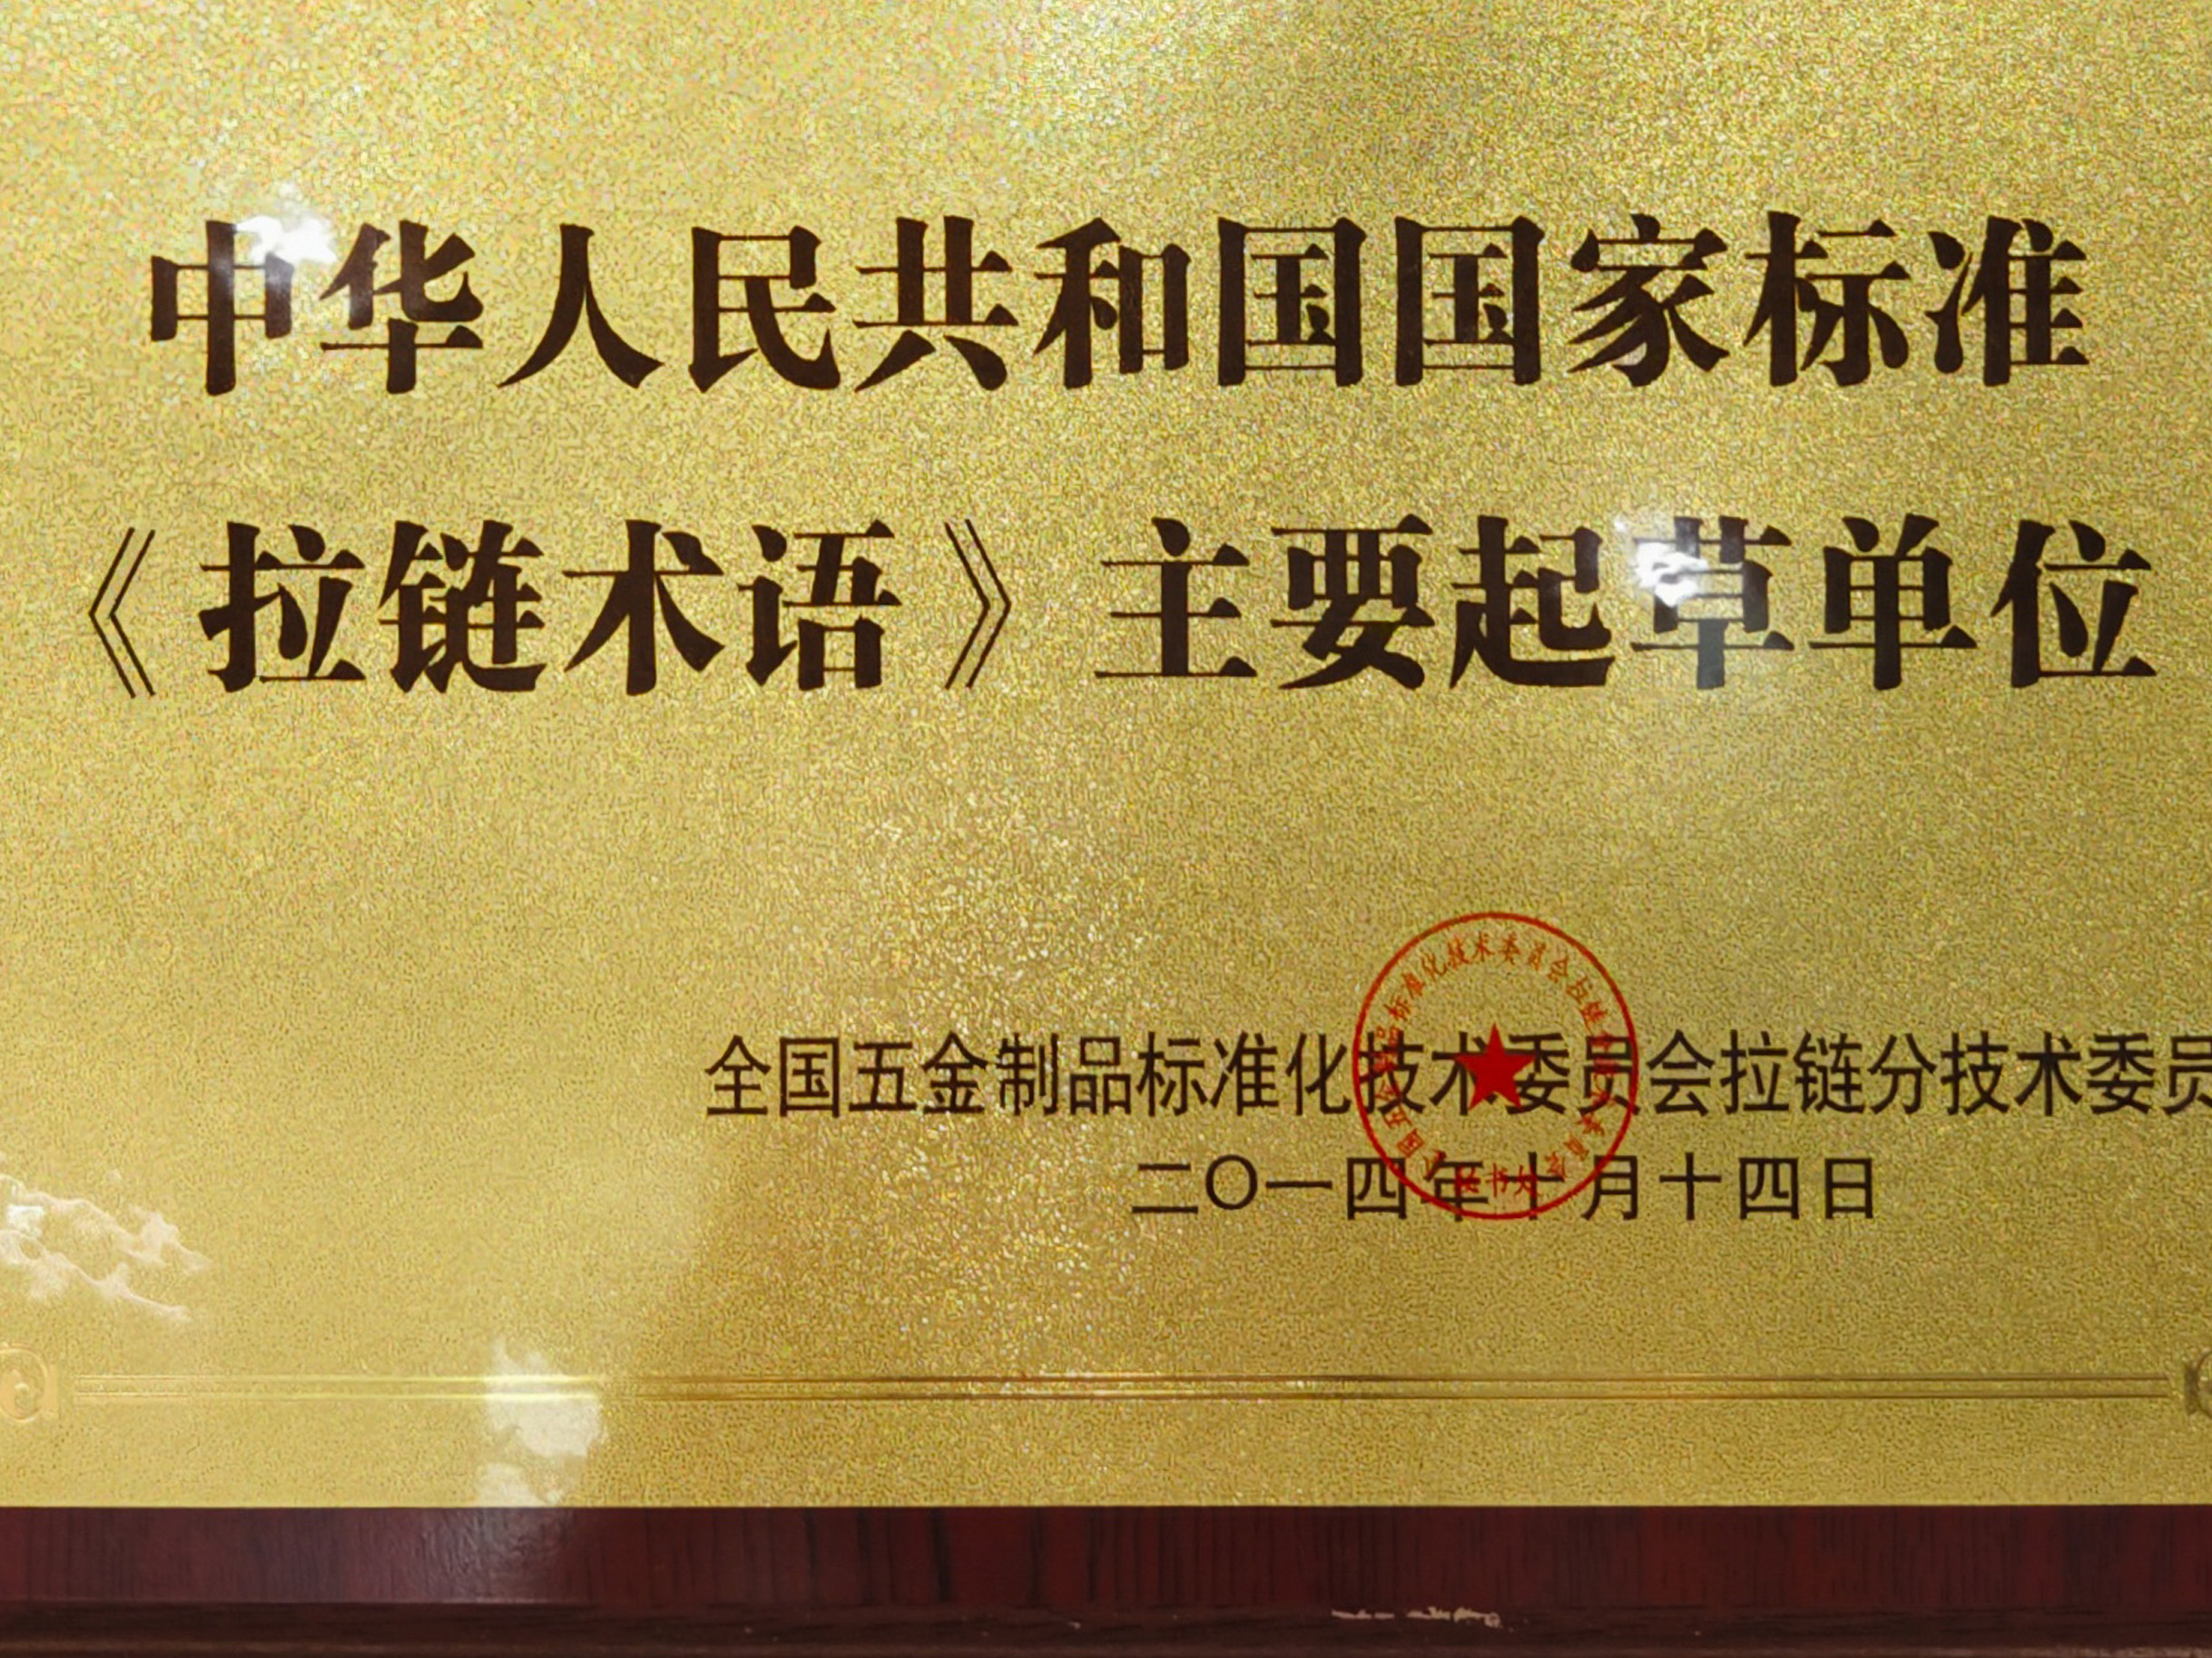 中华人民共和国国家标准
《拉链术语》主要起草单位
全国五金制品标准化技术委员会拉链分技术委员
二〇一四年十月十四日